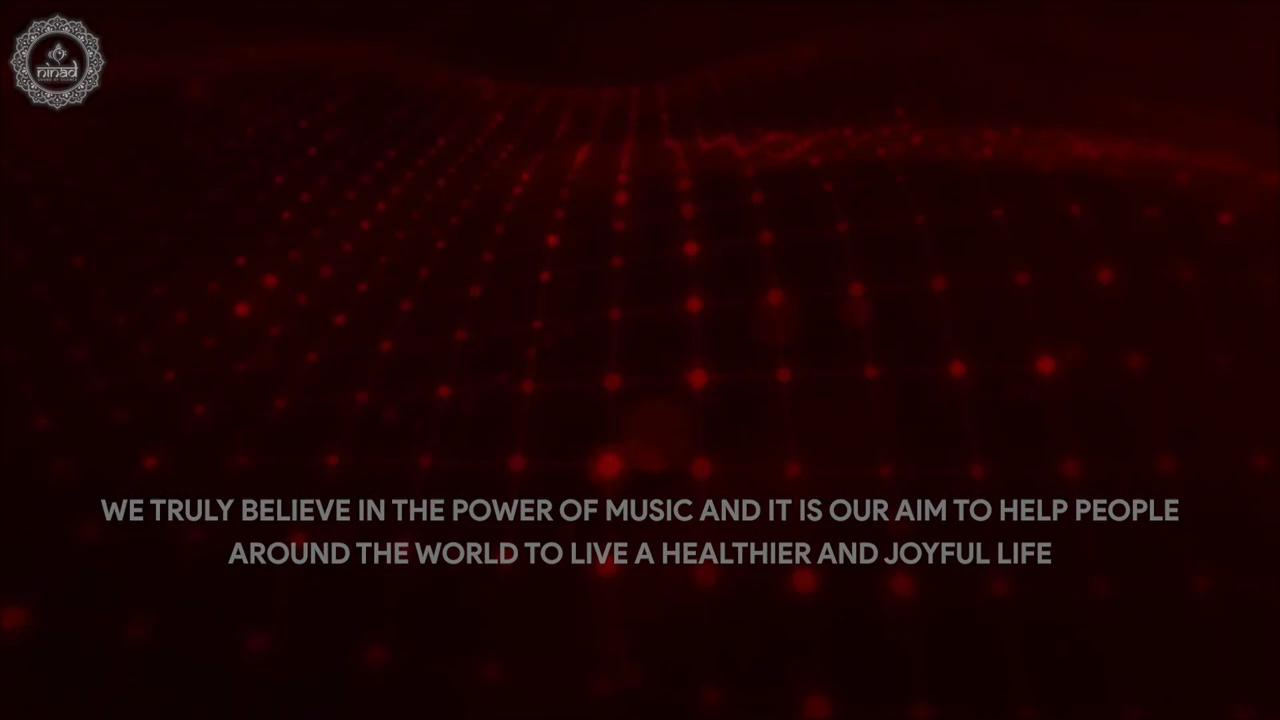 ninad
WE TRULY BELIEVE IN THE POWER OF MUSIC AND IT IS OUR AIM TO HELP PEOPLE
AROUND THE WORLD TO LIVE A HEALTHIER AND JOYFUL LIFE